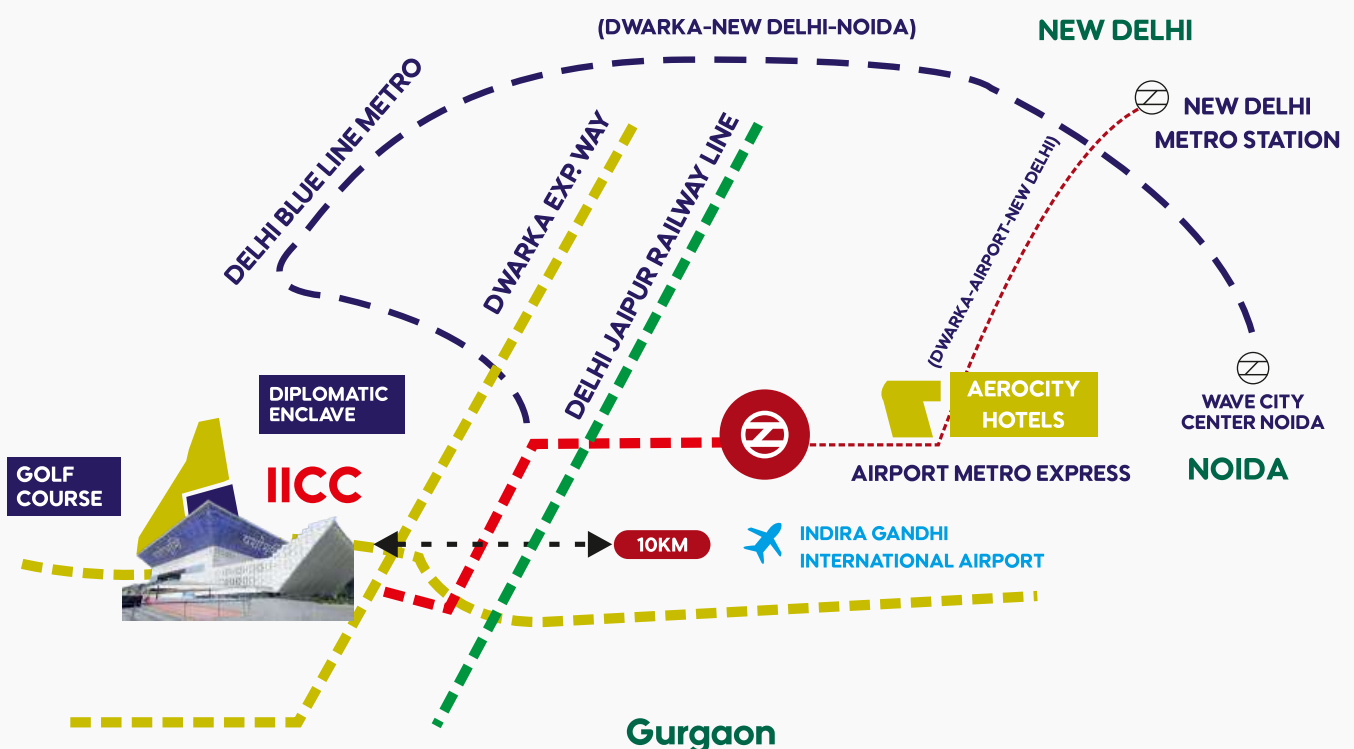 (DWARKA-NEW DELHI-NOIDA)
NEW DELHI
DELHI BLUE LINE METRO
DWARKA EXP. WAY
DELHI JAIPUR RAILWAY LINE
(DWARKA-AIRPORT-NEW DELHI)
NEW DELHI
METRO STATION
DIPLOMATIC
ENCLAVE
AEROCITY
HOTELS
WAVE CITY
CENTER NOIDA
GOLF
COURSE
IICC
AIRPORT METRO EXPRESS
NOIDA
यशोभूमि
10KM
INDIRA GANDHI
INTERNATIONAL AIRPORT
Gurgaon